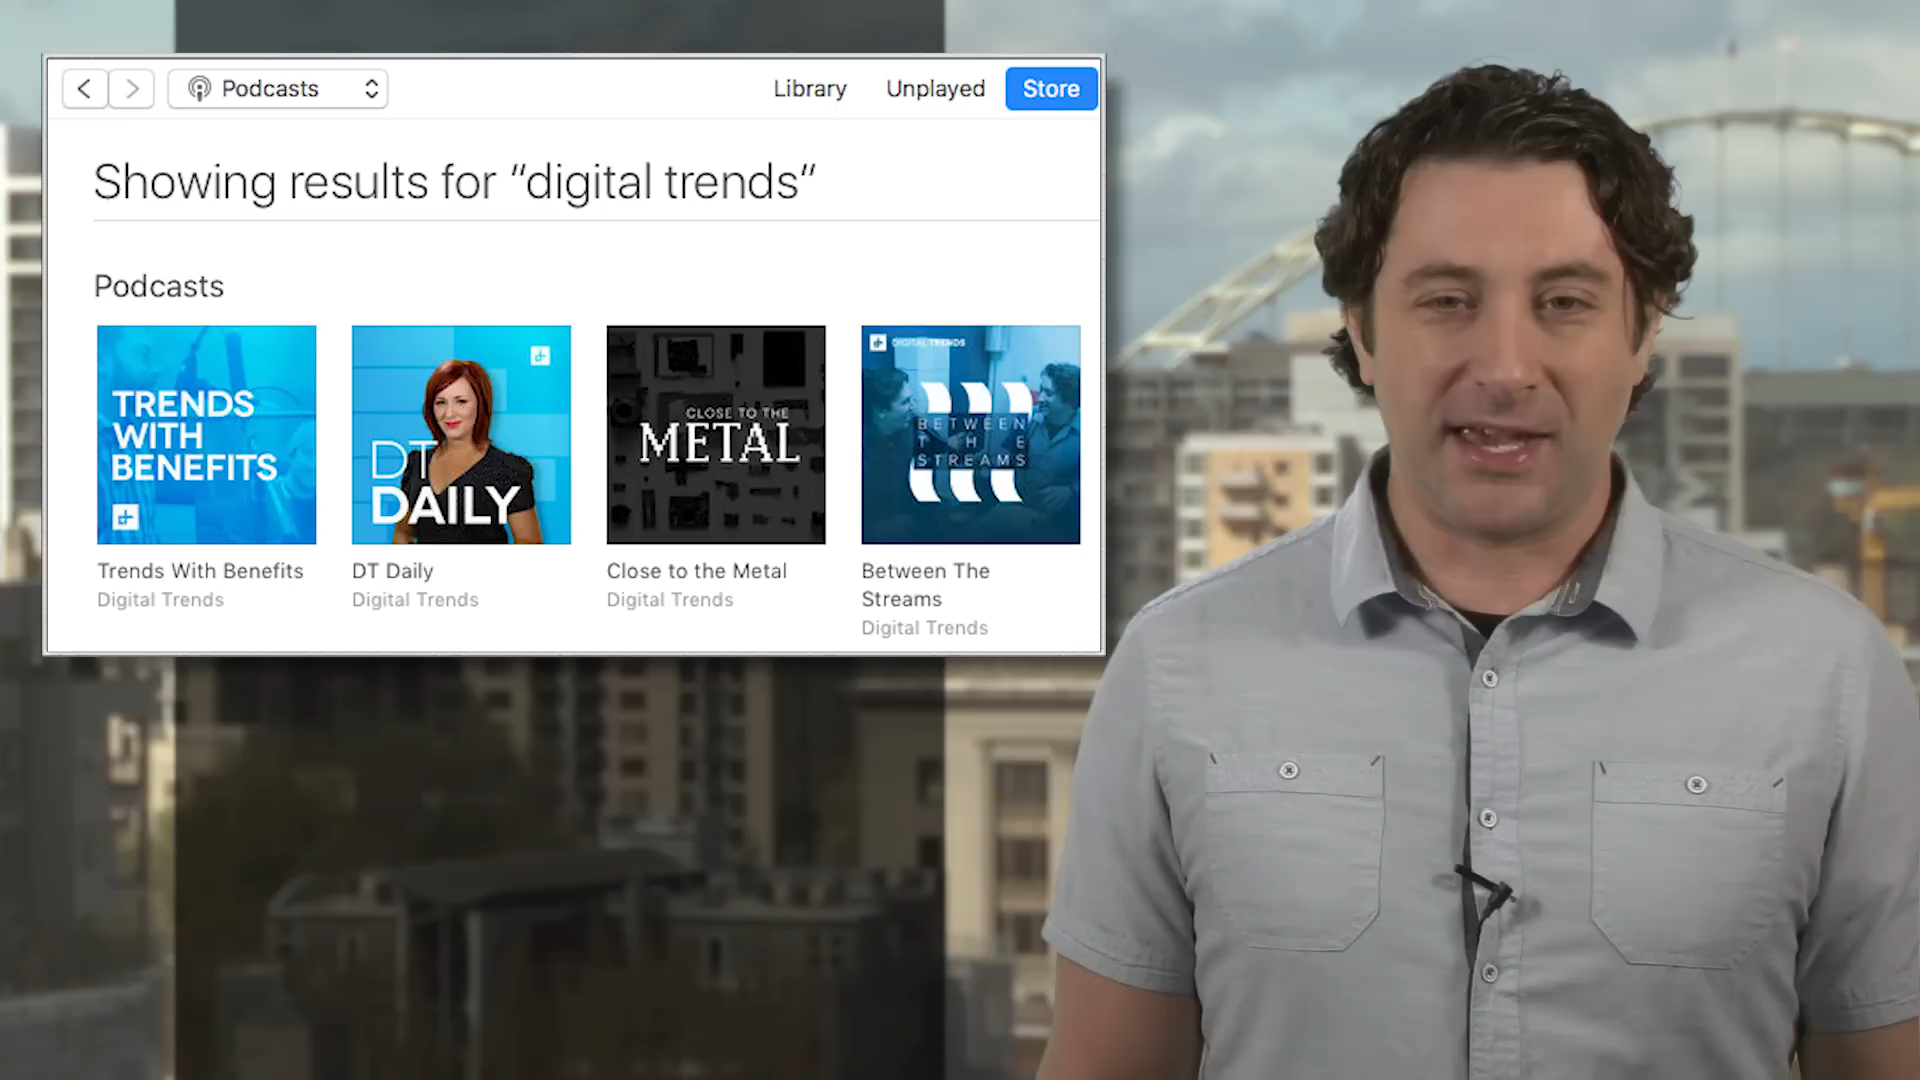 Podcasts
Library
Unplayed
Store
Showing results for “digital trends”
Podcasts
TRENDS
WITH
BENEFITS
DT
DAILY
CLOSE TO THE
METAL
DIGITAL TRENDS
BETWEEN
THE
STREAMS
Trends With Benefits
Digital Trends
DT Daily
Digital Trends
Close to the Metal
Digital Trends
Between The
Streams
Digital Trends